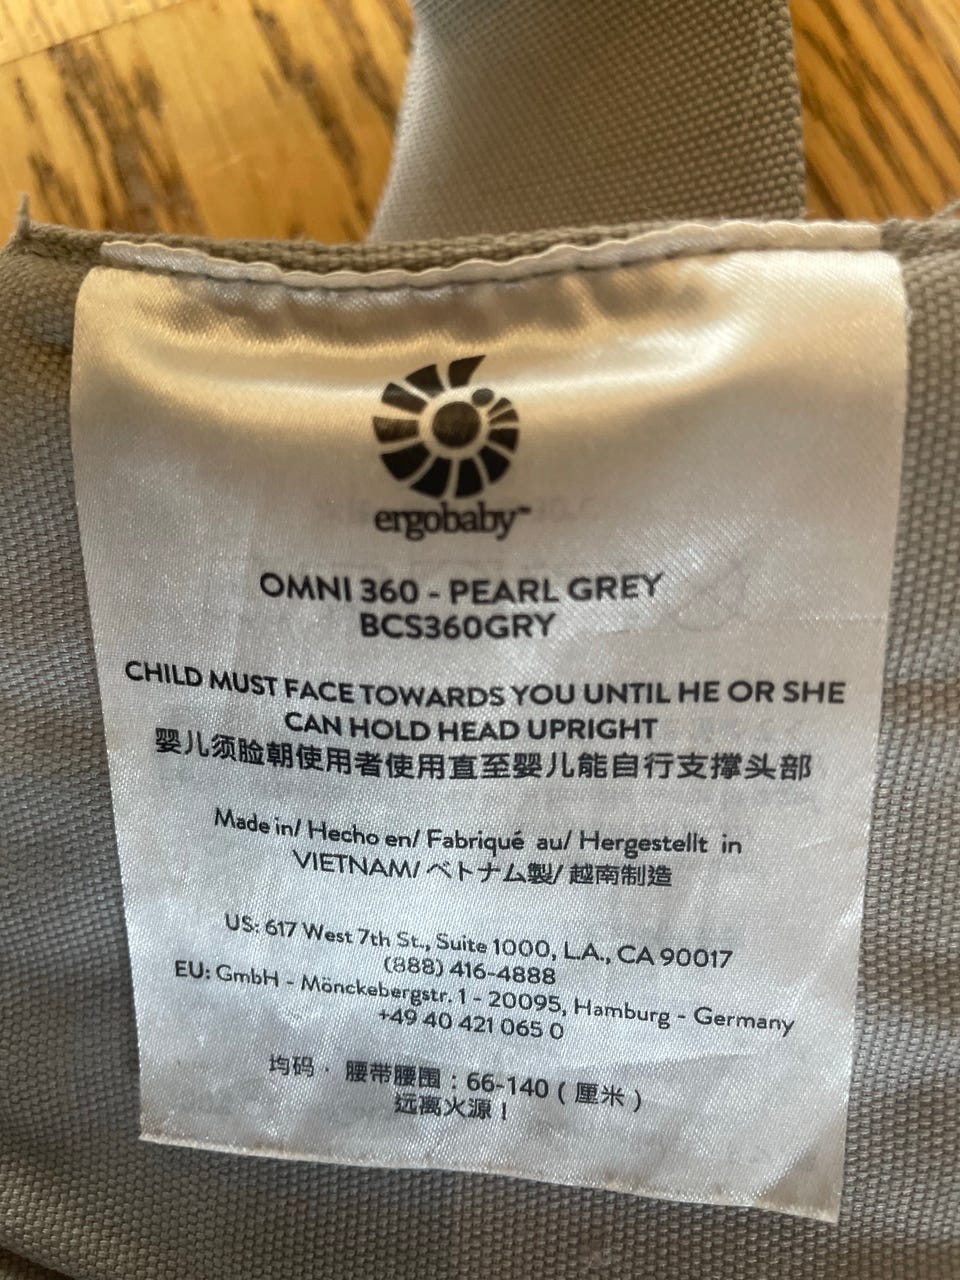 ergobaby™
OMNI 360 - PEARL GREY
BCS360GRY
CHILD MUST FACE TOWARDS YOU UNTIL HE OR SHE
CAN HOLD HEAD UPRIGHT
婴儿须脸朝使用者使用直至婴儿能自行支撑头部
Made in/ Hecho en/ Fabriqué au/ Hergestellt in
VIETNAM/ ベトナム製/ 越南制造
US: 617 West 7th St., Suite 1000, L.A., CA 90017
(888) 416-4888
EU: GmbH - Mönckebergstr. 1 - 20095, Hamburg - Germany
+49 40 421 065 0
均码 · 腰带腰围：66-140（厘米）
远离火源！